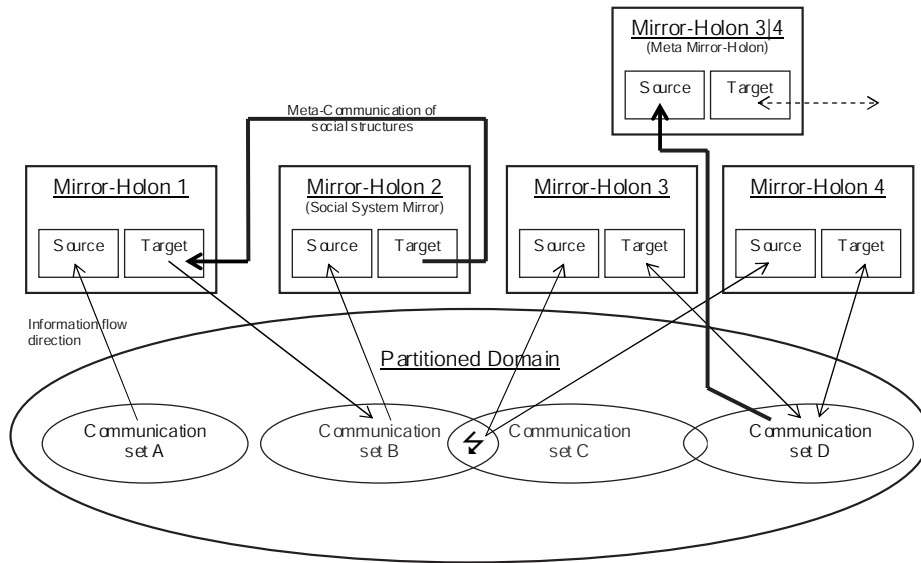 Mirror-Holon 3|4
(Meta Mirror-Holon)
Source
Target
Meta-Communication of
social structures
Mirror-Holon 1
Source
Target
Mirror-Holon 2
(Social System Mirror)
Source
Target
Mirror-Holon 3
Source
Target
Mirror-Holon 4
Source
Target
Information flow
direction
Partitioned Domain
Communication
set A
Communication
set B
Communication
set C
Communication
set D